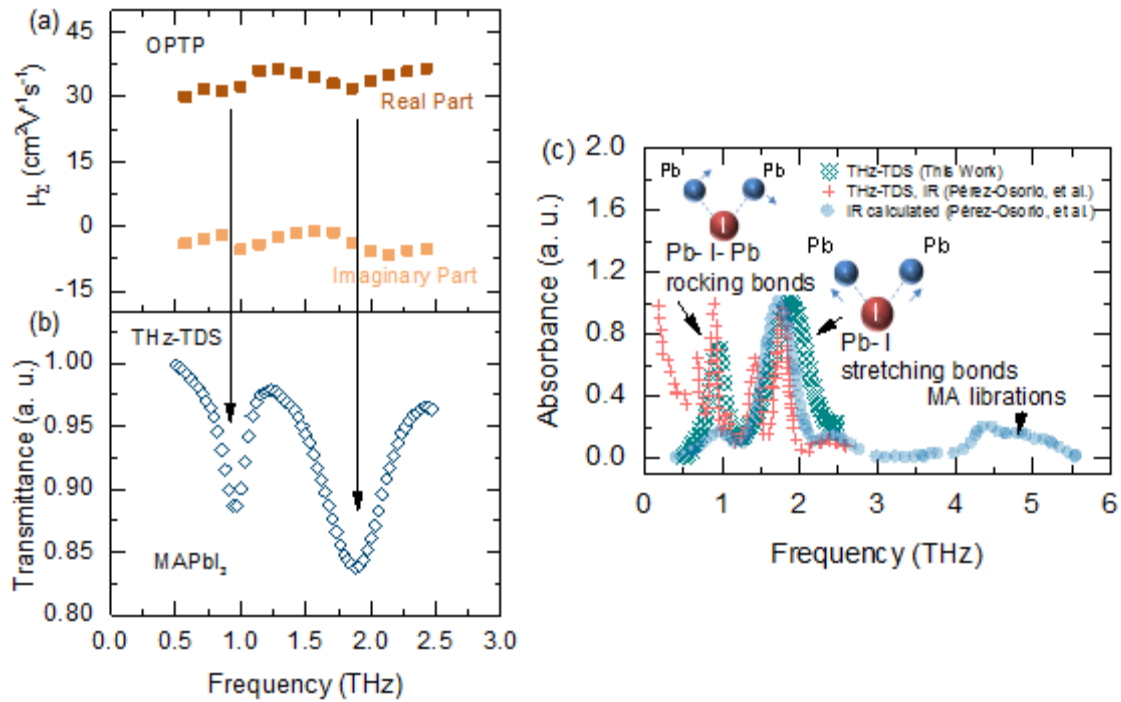 (a)
OPTP
μΣ (cm²V⁻¹s⁻¹)
45
30
15
0
-15
Real Part
Imaginary Part
(b)
THz-TDS
Transmittance (a. u.)
1.00
0.95
0.90
0.85
0.80
MAPbI₃
0.0 0.5 1.0 1.5 2.0 2.5 3.0
Frequency (THz)
(c)
Absorbance (a. u.)
2.0
1.6
1.2
0.8
0.4
0.0
THz-TDS (This Work)
THz-TDS, IR (Pérez-Osorio, et al.)
IR calculated (Pérez-Osorio, et al.)
Pb Pb
I
Pb- I- Pb
rocking bonds
Pb Pb
I
Pb- I
stretching bonds
MA librations
0 1 2 3 4 5 6
Frequency (THz)